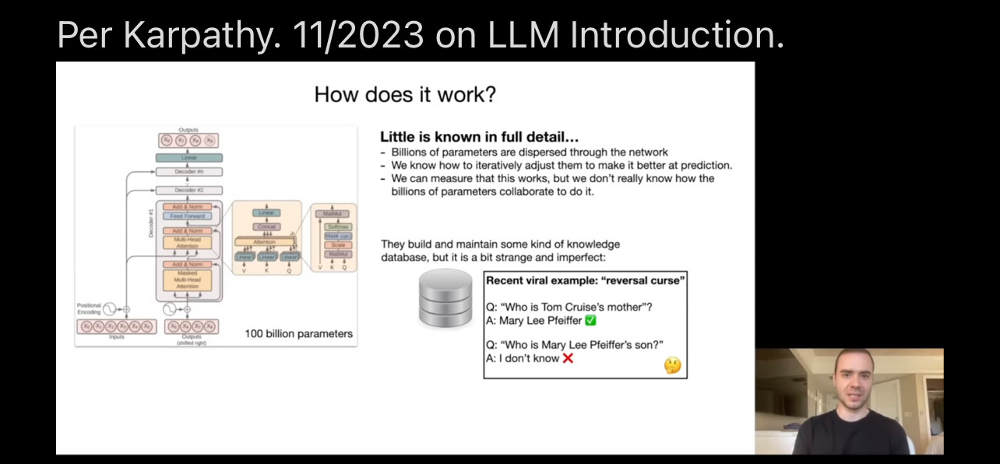 Per Karpathy. 11/2023 on LLM Introduction.
How does it work?
Outputs
X₆ X₇ X₈ X₉
Linear
Decoder #n
Decoder #2
Decoder #1
Add & Norm
Feed Forward
Add & Norm
Multi-Head
Attention
Add & Norm
Masked
Multi-Head
Attention
Linear
Concat
Attention
Linear Linear Linear
V K Q
MatMul
Softmax
Scale
MatMul
V K Q
Positional
Encoding
Inputs
Outputs
(shifted right)
100 billion parameters
Little is known in full detail...
- Billions of parameters are dispersed through the network
- We know how to iteratively adjust them to make it better at prediction.
- We can measure that this works, but we don't really know how the
billions of parameters collaborate to do it.
They build and maintain some kind of knowledge
database, but it is a bit strange and imperfect:
Recent viral example: “reversal curse”
Q: “Who is Tom Cruise’s mother”?
A: Mary Lee Pfeiffer ✅
Q: “Who is Mary Lee Pfeiffer’s son?”
A: I don’t know ❌
🤔